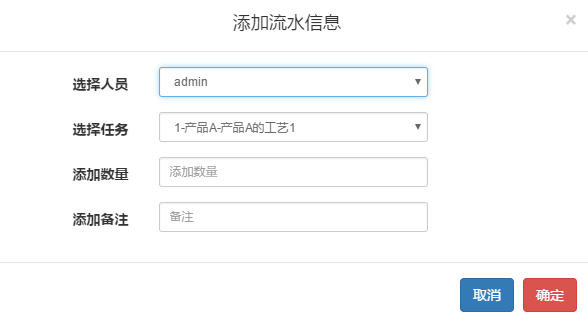 添加流水信息 ×
选择人员 admin
选择任务 1-产品A-产品A的工艺1
添加数量 添加数量
添加备注 备注
取消 确定